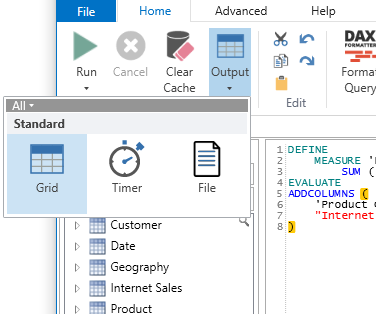 File Home Advanced Help
Run Cancel Clear Cache Output
DAX
FORMATTER
Format Query
Edit
All
Standard
Grid Timer File
Customer
Date
Geography
Internet Sales
Product
1 DEFINE
2 MEASURE
3 SUM (
4 EVALUATE
5 ADDCOLUMNS (
6 'Product
7 "Internet
8 )